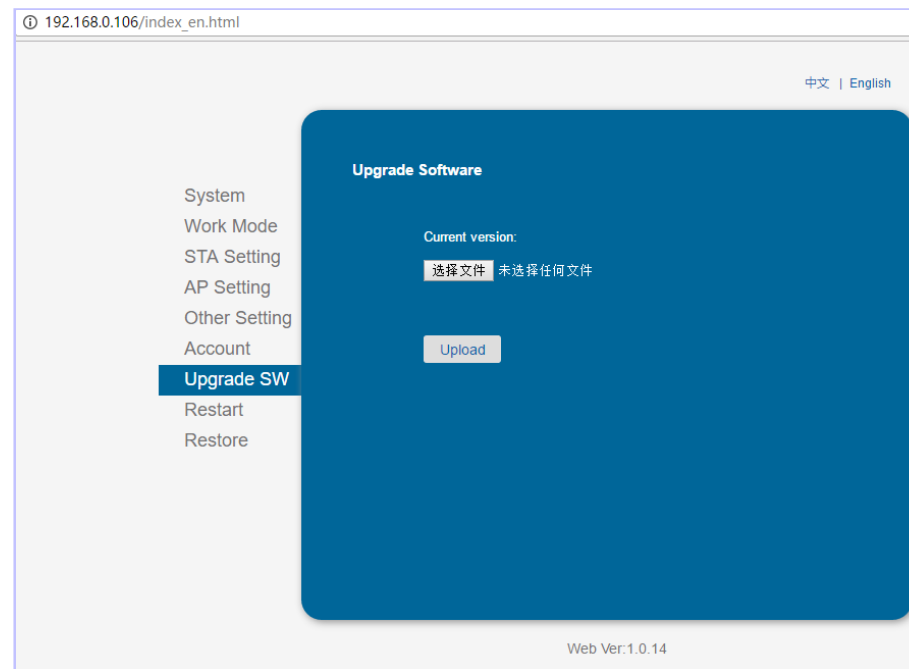 192.168.0.106/index_en.html
中文 | English
Upgrade Software
System
Work Mode
STA Setting
AP Setting
Other Setting
Account
Upgrade SW
Restart
Restore
Current version:
选择文件 未选择任何文件
Upload
Web Ver:1.0.14